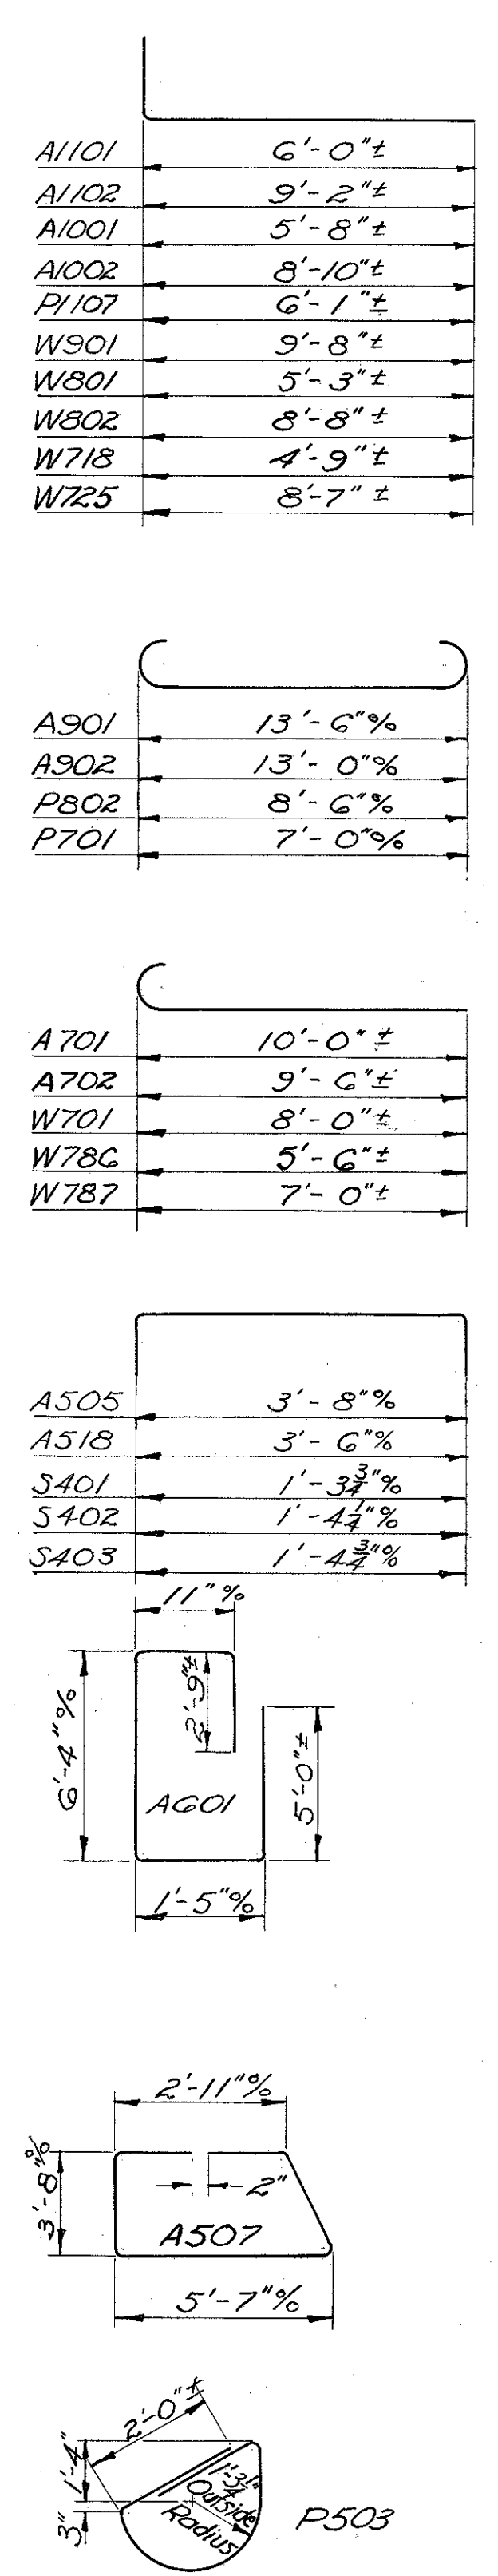 A1101 6'-0"±
A1102 9'-2"±
A1001 5'-8"±
A1002 8'-10"±
P1107 6'-1"±
W901 9'-8"±
W801 5'-3"±
W802 8'-8"±
W718 4'-9"±
W725 8'-7"±
A901 13'-6"%
A902 13'-0"%
P802 8'-6"%
P701 7'-0"%
A701 10'-0"±
A702 9'-6"±
W701 8'-0"±
W786 5'-6"±
W787 7'-0"±
A505 3'-8"%
A518 3'-6"%
S401 1'-3¾"%
S402 1'-4¼"%
S403 1'-4¾"%
11"%
2'-9"±
6'-4"%
A601
5'-0"±
1'-5"%
2'-11"%
3'-8"%
2"
A507
5'-7"%
2'-0"±
1'-4"
3"
Outside
Radius
P503